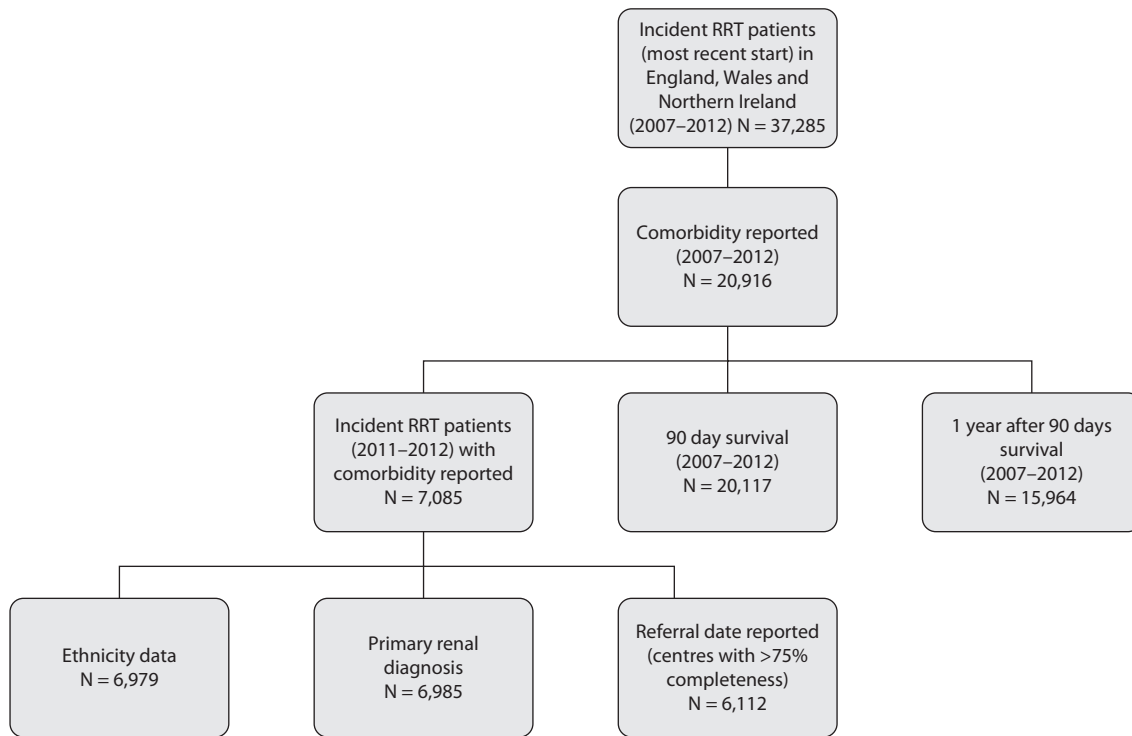 Incident RRT patients
(most recent start) in
England, Wales and
Northern Ireland
(2007–2012) N = 37,285
Comorbidity reported
(2007–2012)
N = 20,916
Incident RRT patients
(2011–2012) with
comorbidity reported
N = 7,085
90 day survival
(2007–2012)
N = 20,117
1 year after 90 days
survival
(2007–2012)
N = 15,964
Ethnicity data
N = 6,979
Primary renal
diagnosis
N = 6,985
Referral date reported
(centres with >75%
completeness)
N = 6,112